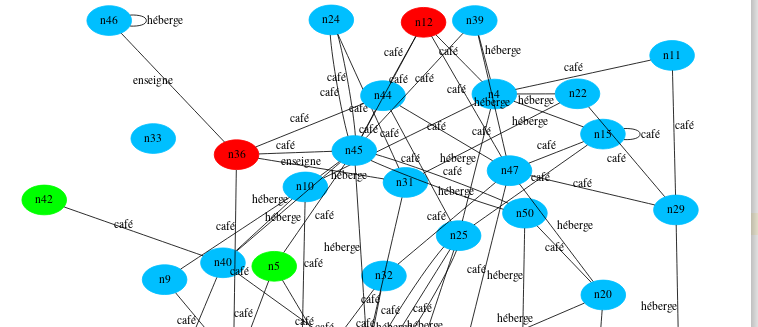 n46
héberge
n24
n12
n39
café
café
héberge
n11
café
enseigne
café
café
café
café
n44
café
n4
héberge
héberge
n22
n33
café
café
café
café
café
héberge
n15
café
café
café
n36
café
enseigne
n45
café
café
héberge
héberge
n47
café
café
café
n10
n31
héberge
héberge
héberge
n42
café
café
café
café
n50
héberge
n29
n25
héberge
café
n40
café
n5
café
n9
n32
café
héberge
n20
café
café
café
café
héberge
héberge
café
café
café
café
héberge
héberge